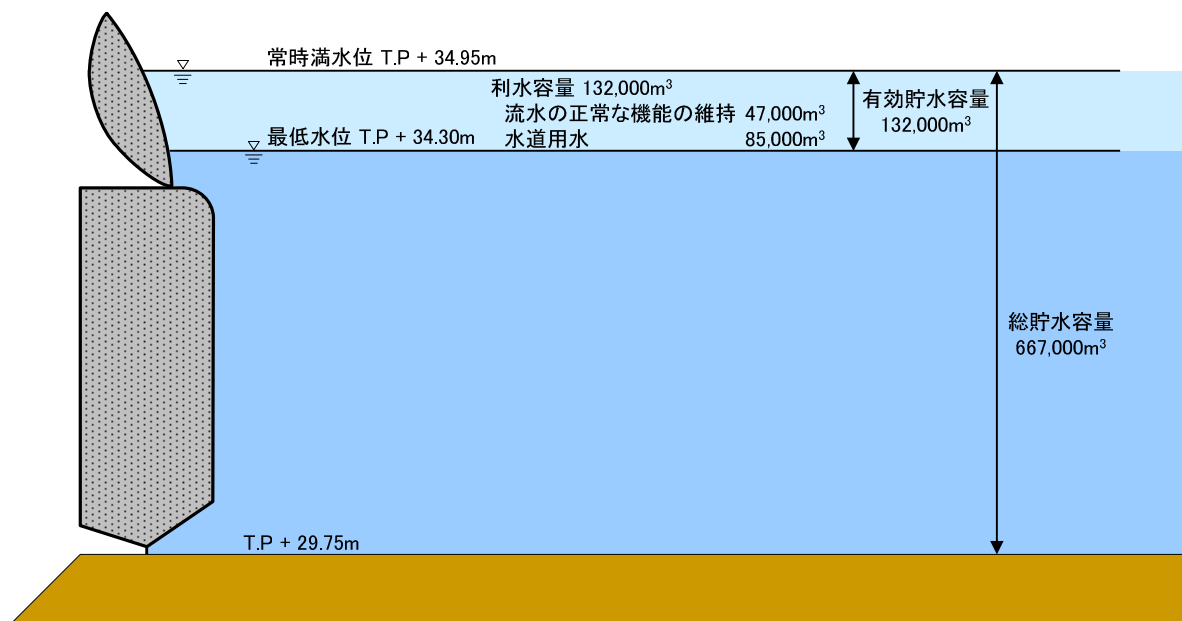 常時満水位 T.P + 34.95m
利水容量 132,000m³
流水の正常な機能の維持 47,000m³
水道用水 85,000m³
有効貯水容量
132,000m³
最低水位 T.P + 34.30m
総貯水容量
667,000m³
T.P + 29.75m